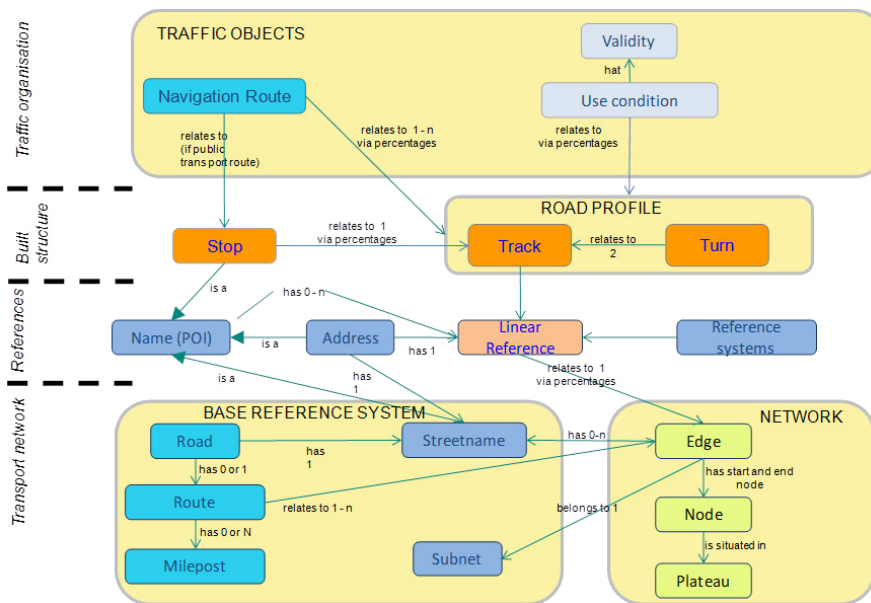 TRAFFIC OBJECTS
Validity
hat
Navigation Route
Use condition
relates to
(if public
transport route)
relates to 1 - n
via percentages
relates to
via percentages
Traffic organisation
ROAD PROFILE
Stop
relates to 1
via percentages
Track
relates to
2
Turn
Built
structure
is a
has 0 - n
Name (POI)
is a
Address
has 1
Linear
Reference
Reference
systems
References
is a
has
1
relates to 1
via percentages
BASE REFERENCE SYSTEM
NETWORK
Road
has
1
Streetname
has 0-n
Edge
has 0 or 1
has start and end
node
Route
relates to 1 - n
belongs to 1
Node
has 0 or N
is situated in
Milepost
Subnet
Plateau
Transport network